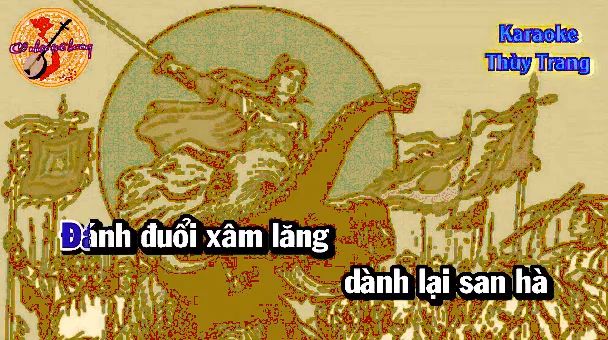 Karaoke
Thùy Trang
Đánh đuổi xâm lăng
dành lại san hà